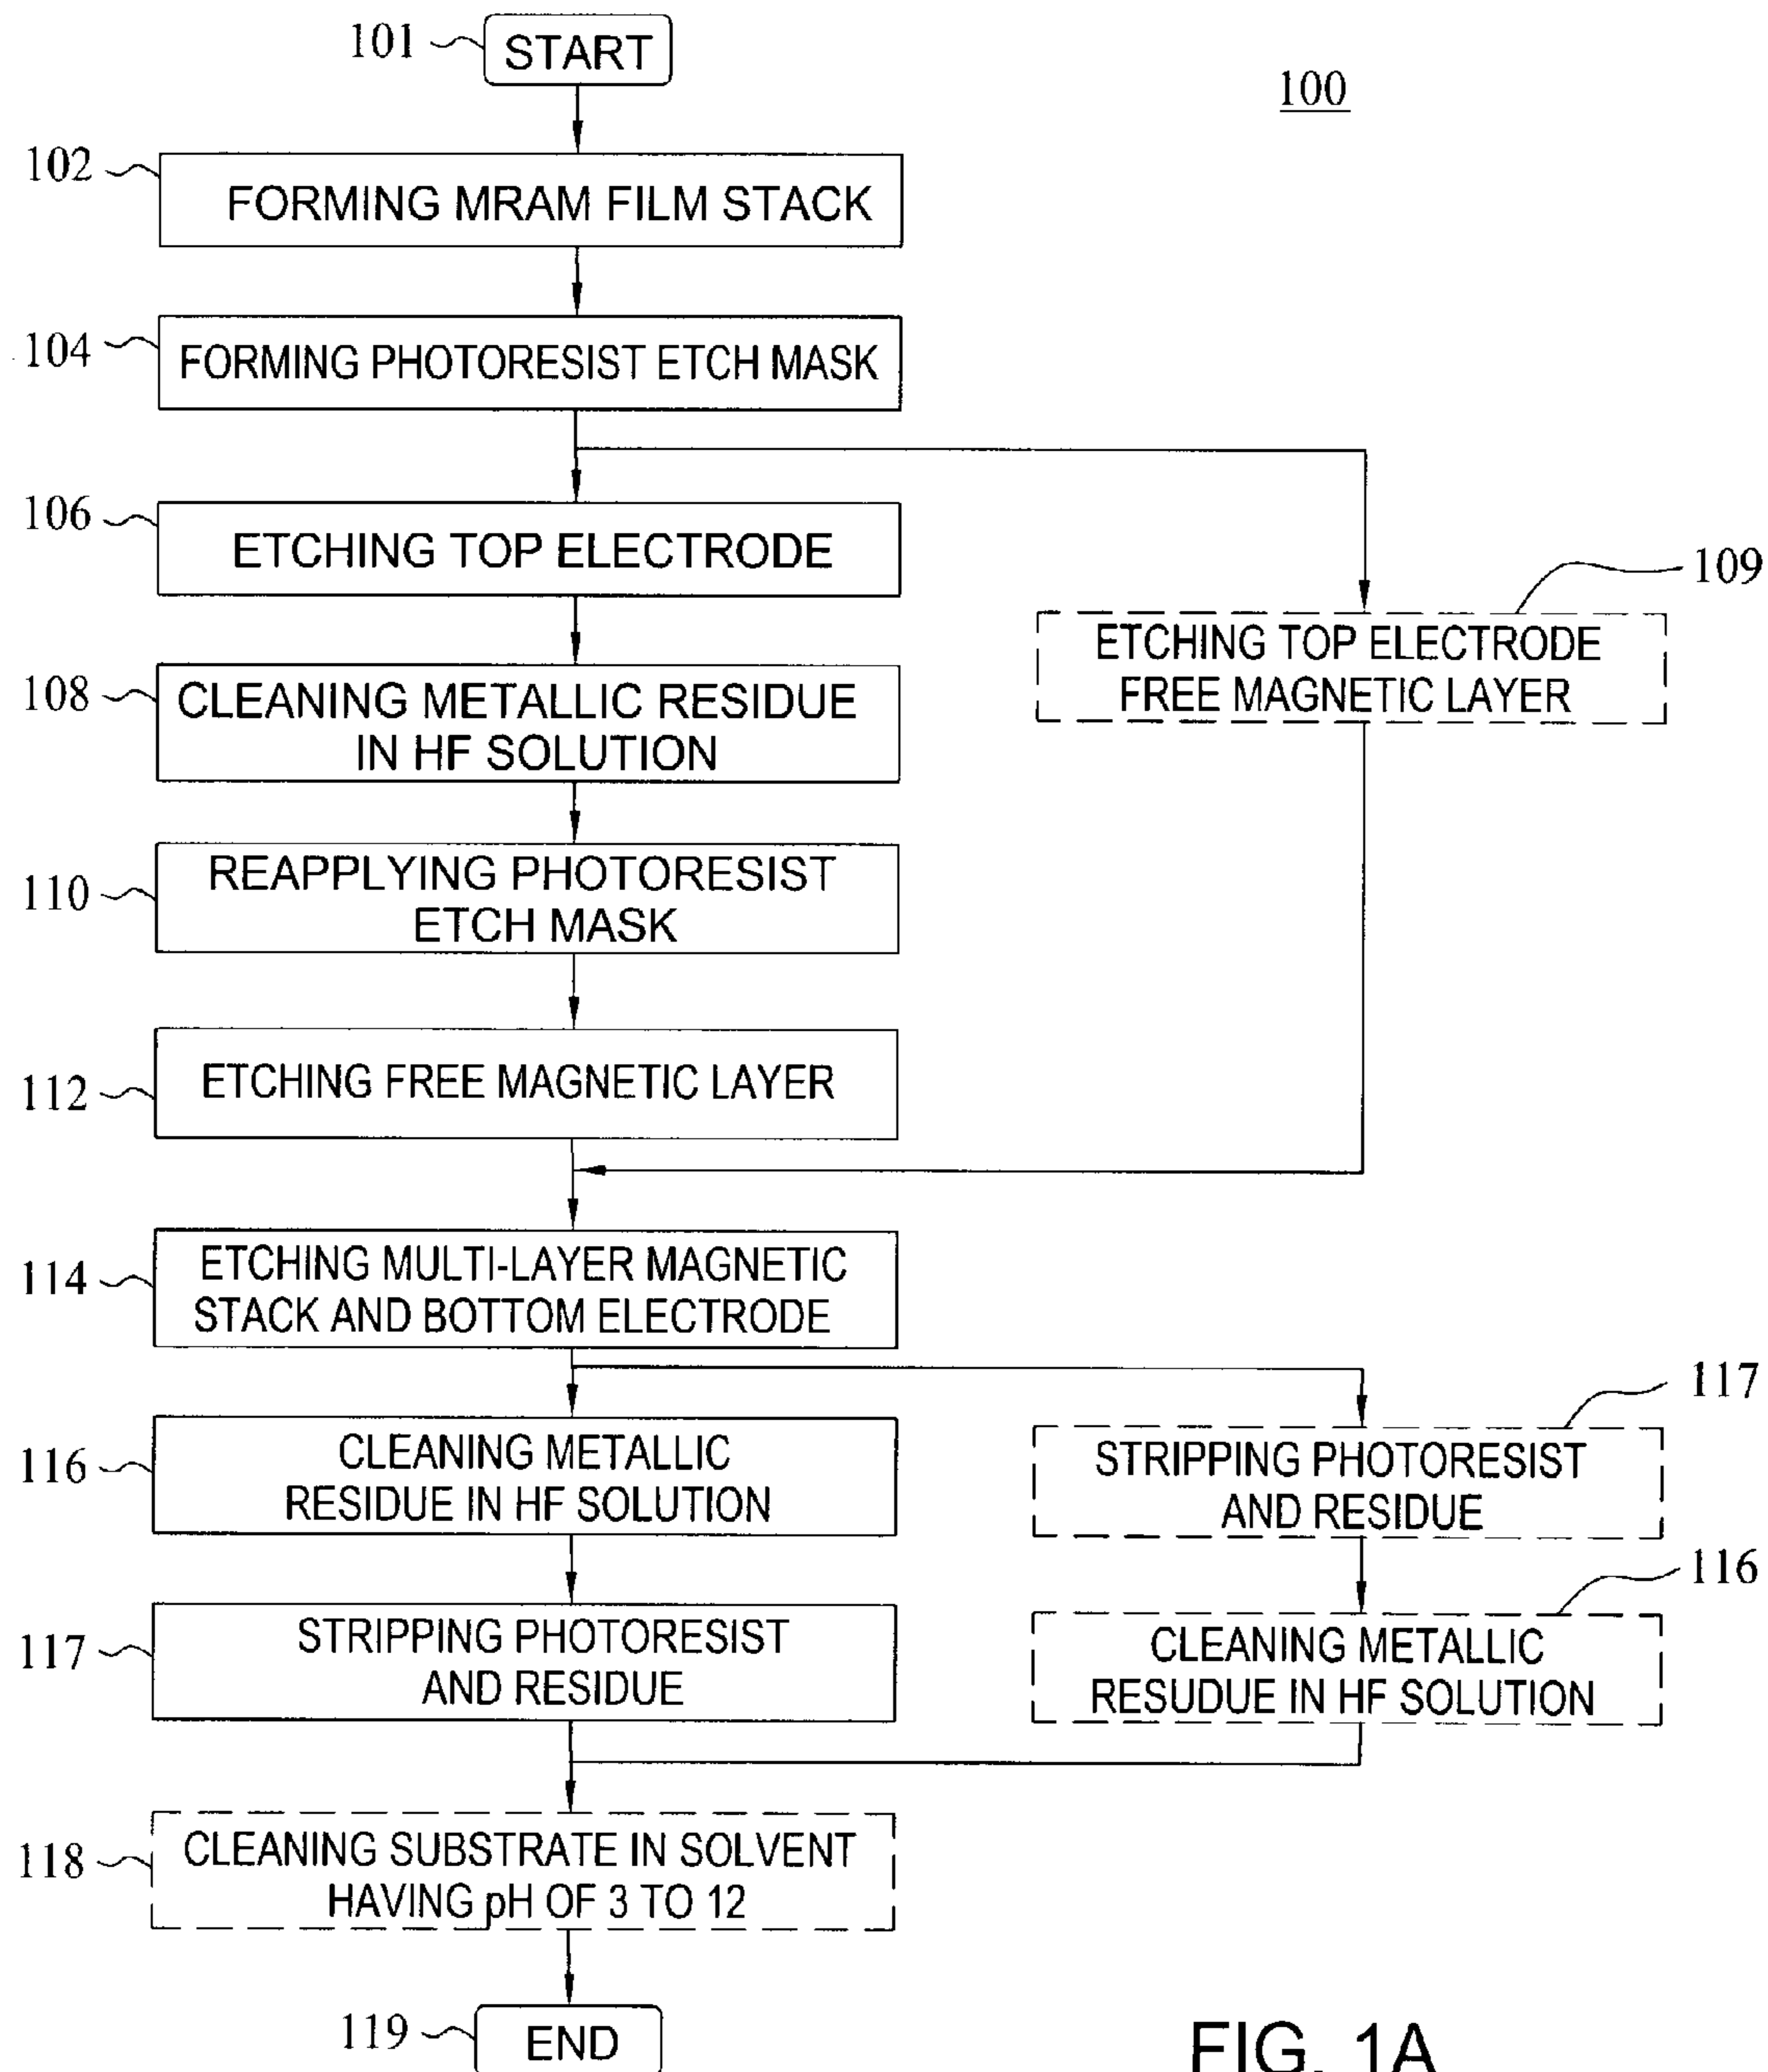 101
START
100
102
FORMING MRAM FILM STACK
104
FORMING PHOTORESIST ETCH MASK
106
ETCHING TOP ELECTRODE
109
ETCHING TOP ELECTRODE
FREE MAGNETIC LAYER
108
CLEANING METALLIC RESIDUE
IN HF SOLUTION
110
REAPPLYING PHOTORESIST
ETCH MASK
112
ETCHING FREE MAGNETIC LAYER
114
ETCHING MULTI-LAYER MAGNETIC
STACK AND BOTTOM ELECTRODE
116
CLEANING METALLIC
RESIDUE IN HF SOLUTION
117
STRIPPING PHOTORESIST
AND RESIDUE
117
STRIPPING PHOTORESIST
AND RESIDUE
116
CLEANING METALLIC
RESUDUE IN HF SOLUTION
118
CLEANING SUBSTRATE IN SOLVENT
HAVING pH OF 3 TO 12
119
END
FIG. 1A